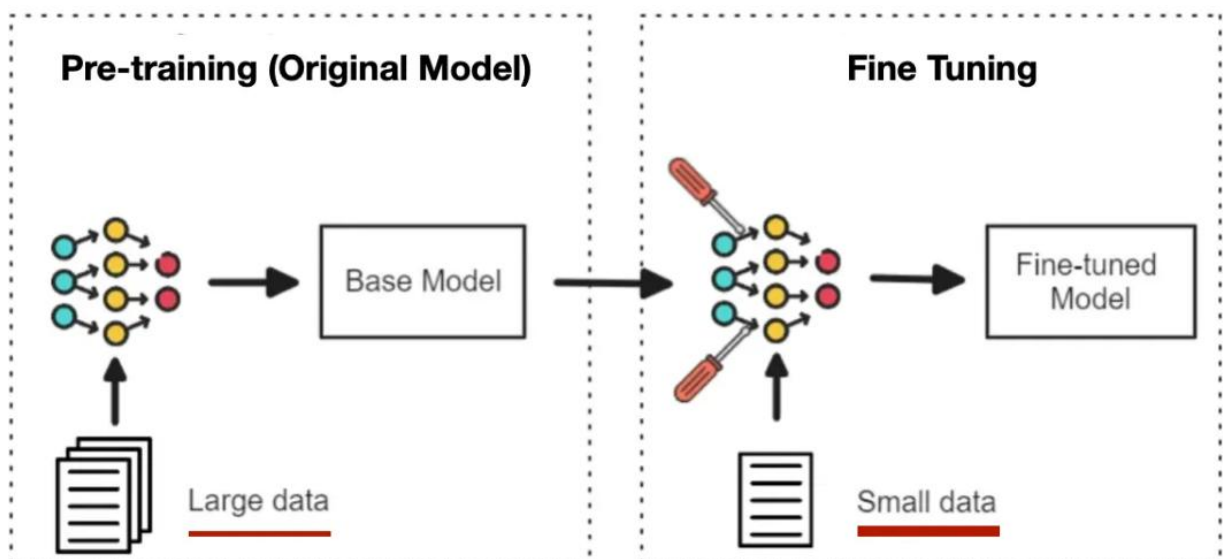 Pre-training (Original Model)
Base Model
Large data
Fine Tuning
Fine-tuned
Model
Small data